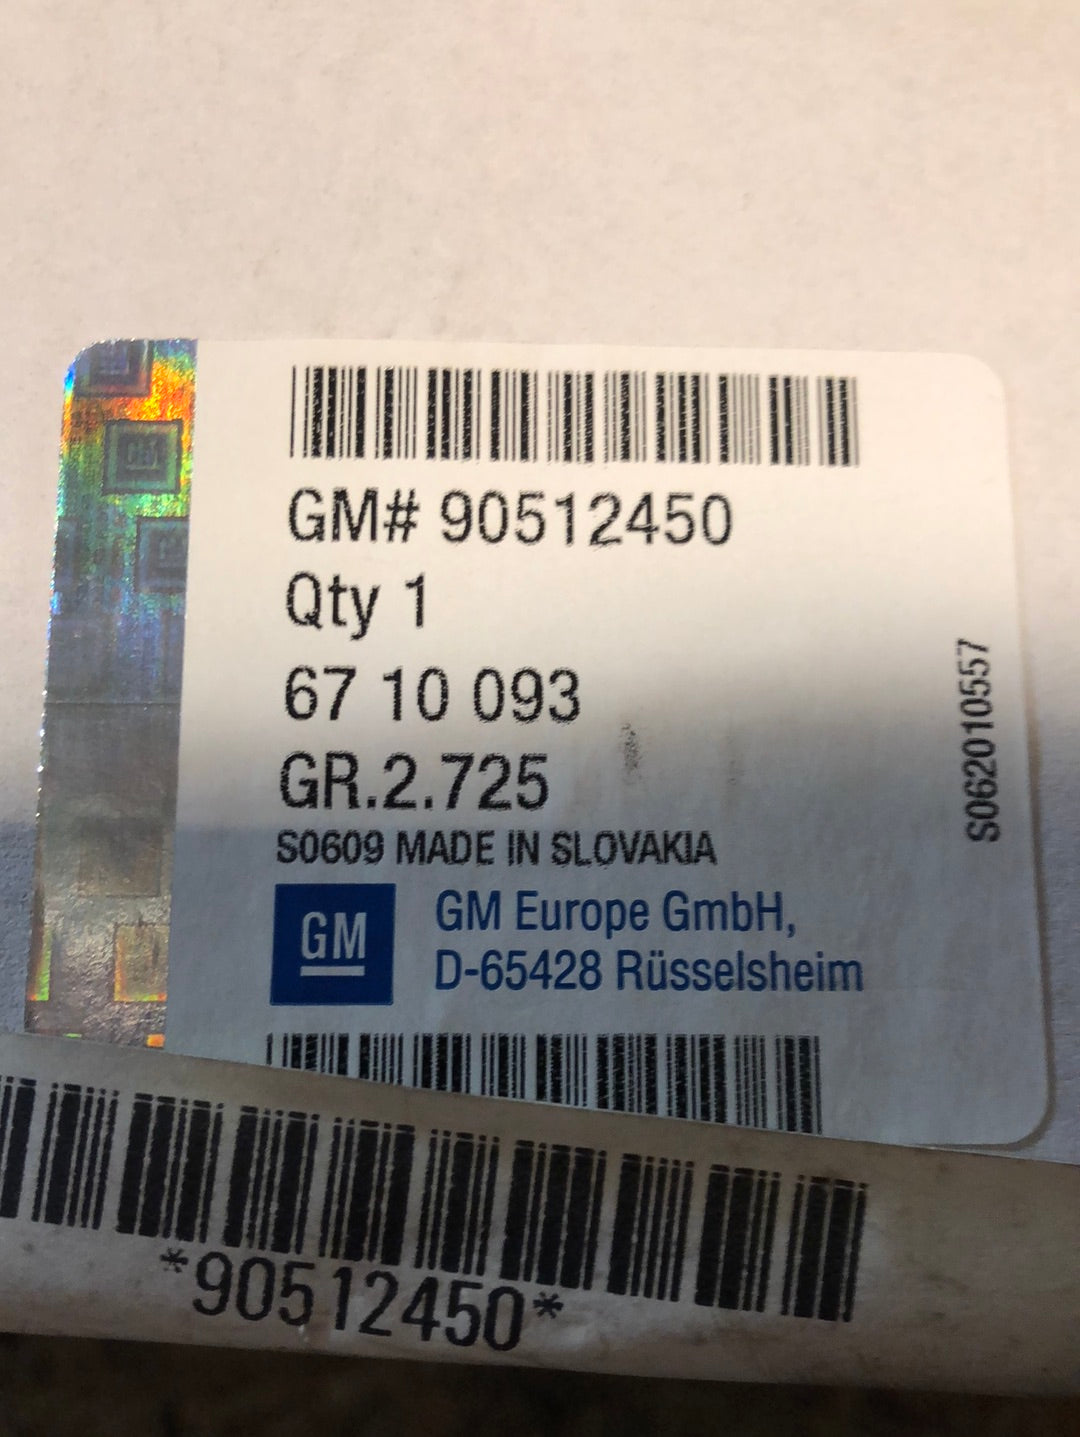 GM# 90512450
Qty 1
67 10 093
GR.2.725
S0609 MADE IN SLOVAKIA
GM
GM Europe GmbH,
D-65428 Rüsselsheim
S062010557
*90512450*